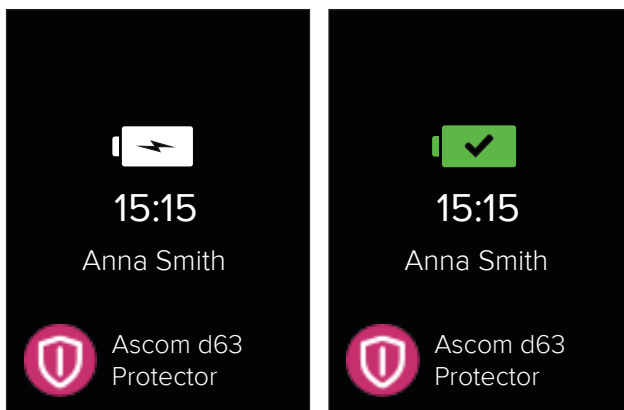 15:15
Anna Smith
Ascom d63
Protector
15:15
Anna Smith
Ascom d63
Protector